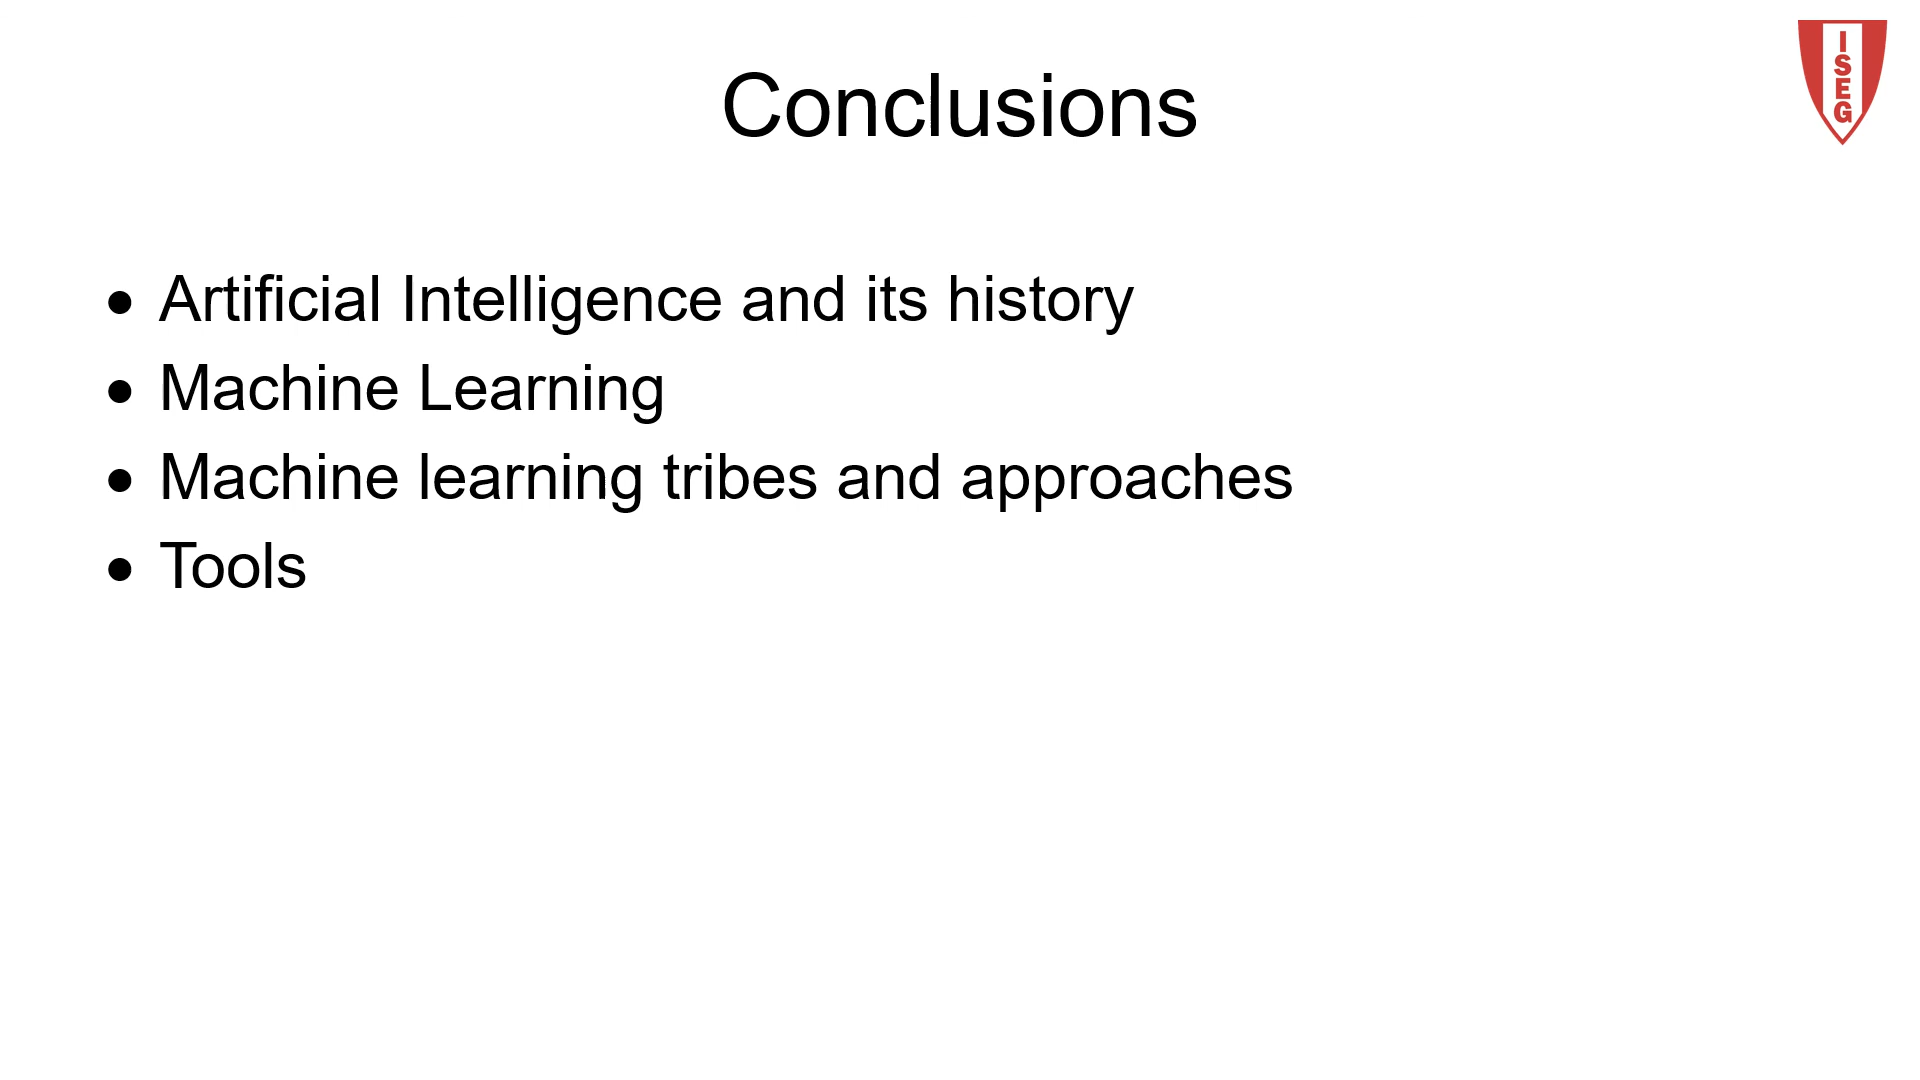 Conclusions
I
S
E
G
• Artificial Intelligence and its history
• Machine Learning
• Machine learning tribes and approaches
• Tools